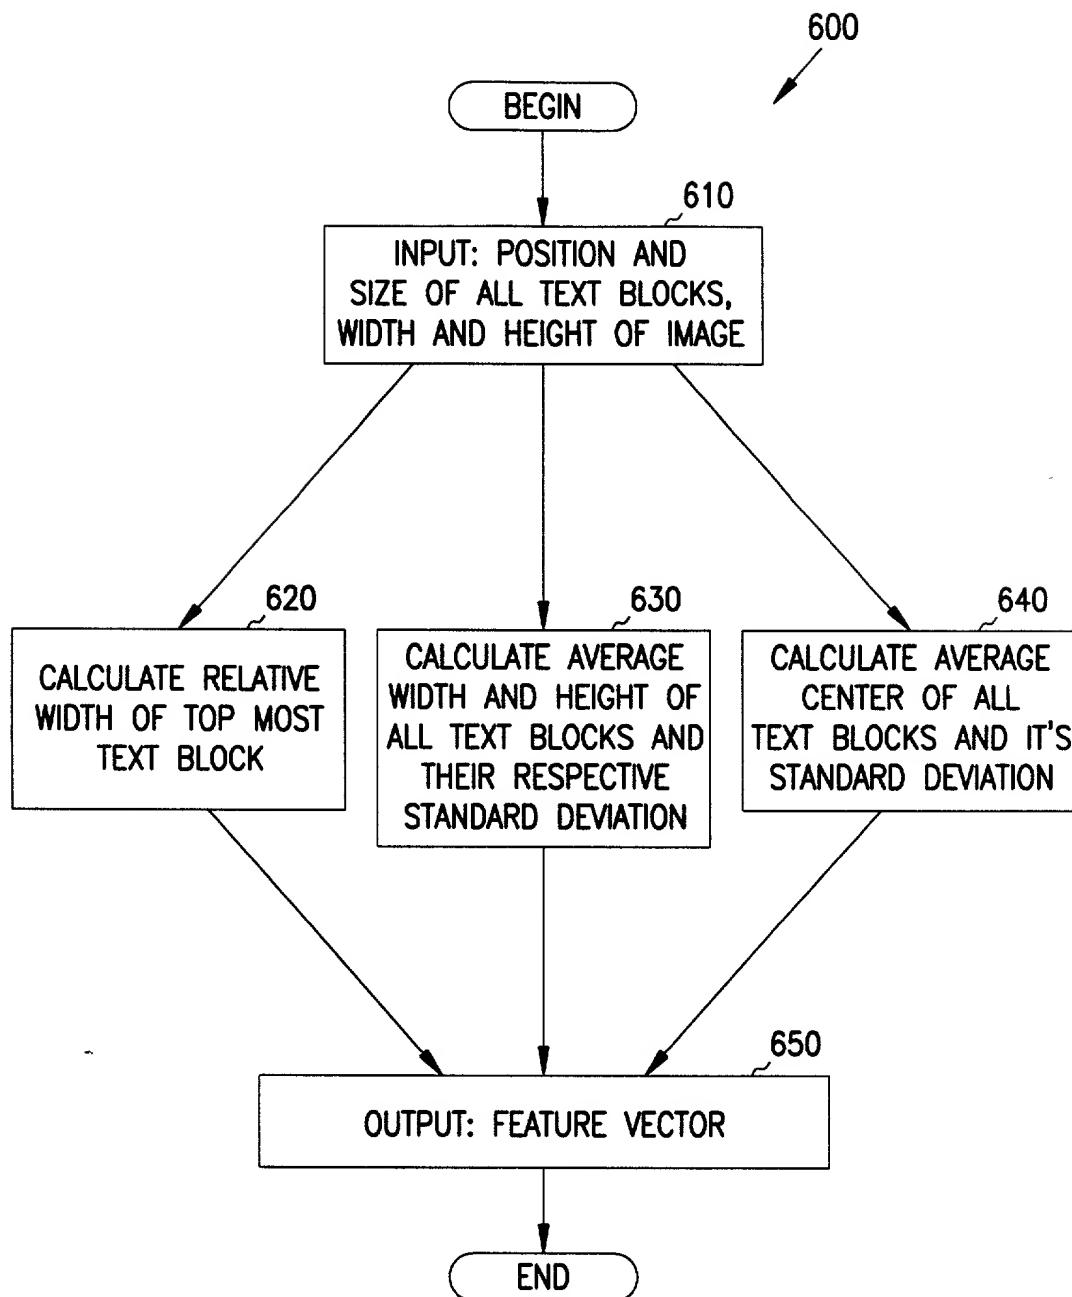 600
BEGIN
610
INPUT: POSITION AND
SIZE OF ALL TEXT BLOCKS,
WIDTH AND HEIGHT OF IMAGE
620
CALCULATE RELATIVE
WIDTH OF TOP MOST
TEXT BLOCK
630
CALCULATE AVERAGE
WIDTH AND HEIGHT OF
ALL TEXT BLOCKS AND
THEIR RESPECTIVE
STANDARD DEVIATION
640
CALCULATE AVERAGE
CENTER OF ALL
TEXT BLOCKS AND IT'S
STANDARD DEVIATION
650
OUTPUT: FEATURE VECTOR
END